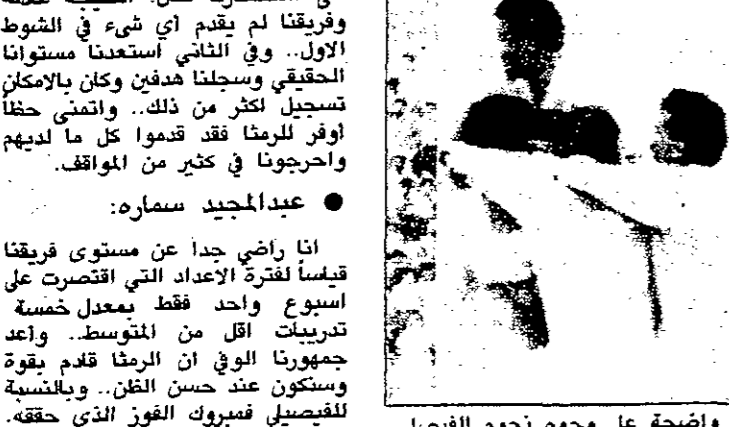 وفريقنا لم يقدم أي شيء في الشوط
الاول.. وفي الثاني استعدنا مستوانا
الحقيقي وسجلنا هدفين وكان بالامكان
تسجيل اكثر من ذلك.. واتمنى حظاً
أوفر للرمثا فقد قدموا كل ما لديهم
واحرجونا في كثير من المواقف.
● عبدالمجيد سماره:
انا راضي جداً عن مستوى فريقنا
قياساً لفترة الاعداد التي اقتصرت على
اسبوع واحد فقط بمعدل خمسة
تدريبات اقل من المتوسط.. وأعد
جمهورنا الوفي ان الرمثا قادم بقوة
وسنكون عند حسن الظن.. وبالنسبة
للفيصيلي فمبروك الفوز الذي حققه.
واضحة على وجوه نجوم